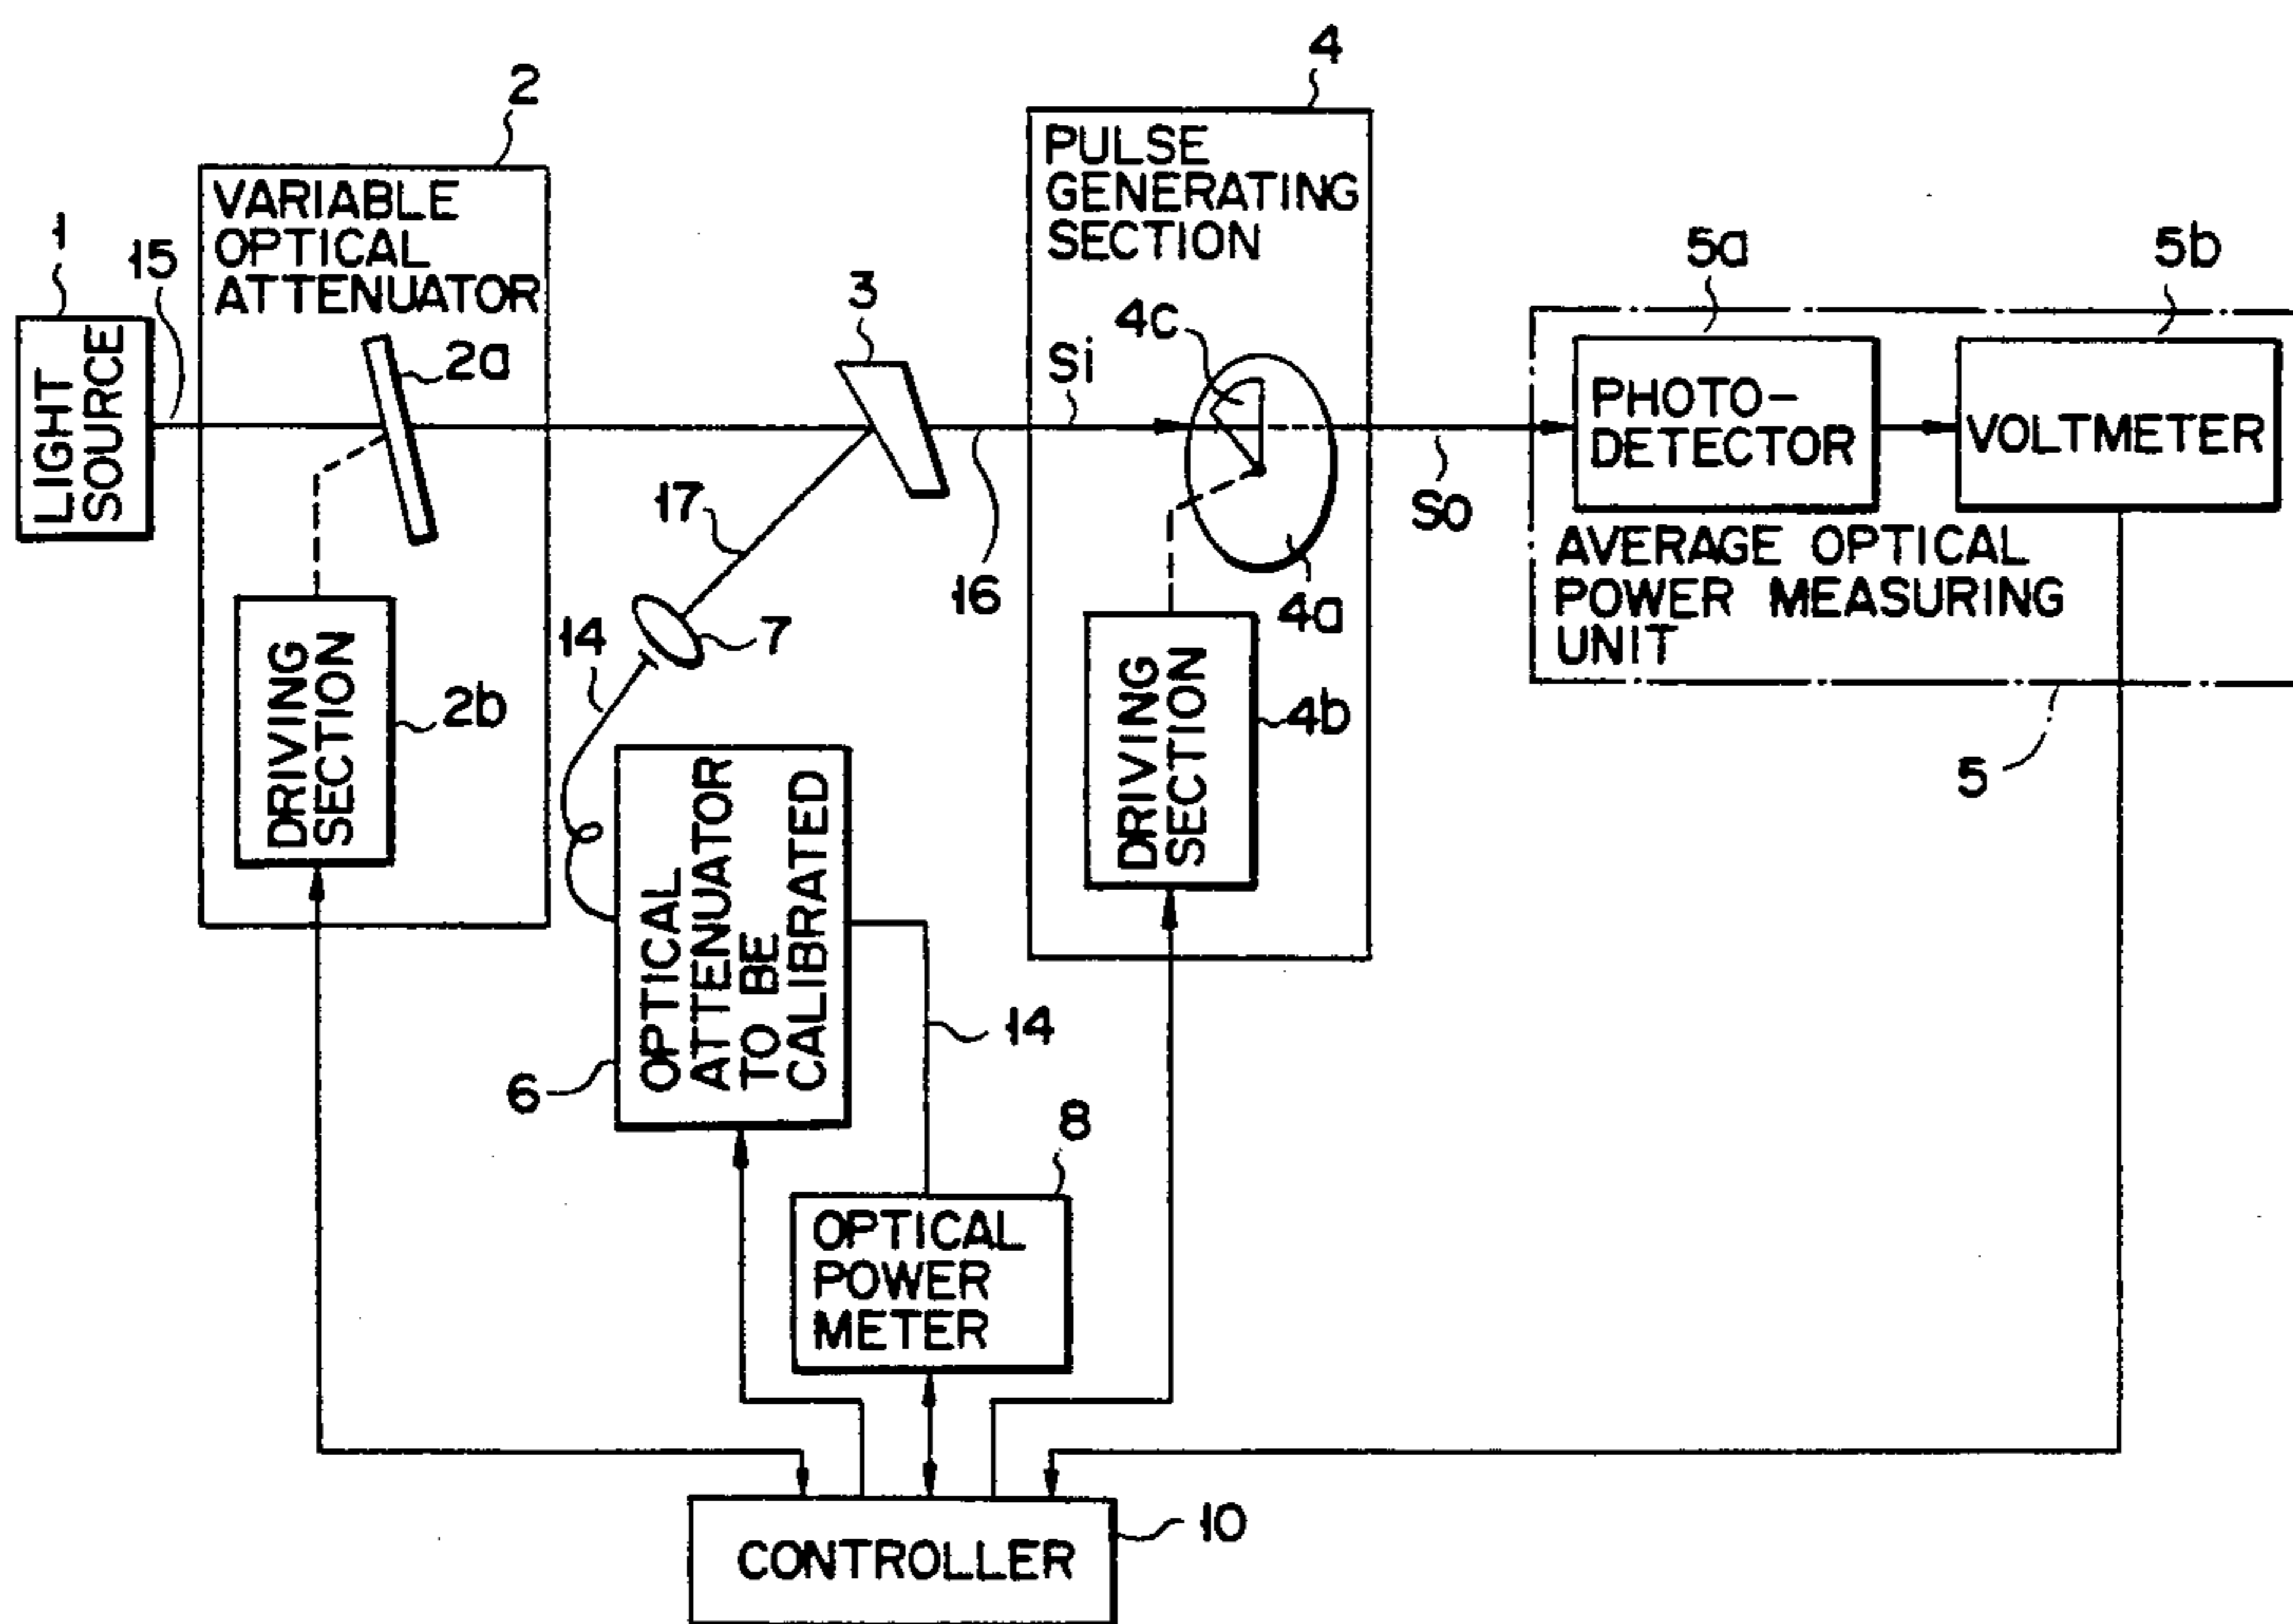 4
2
PULSE
GENERATING
SECTION
VARIABLE
OPTICAL
ATTENUATOR
1
15
3
4c
Si
5a
5b
LIGHT
SOURCE
2a
PHOTO-
DETECTOR
VOLTMETER
17
16
So
AVERAGE OPTICAL
POWER MEASURING
UNIT
4a
14
7
DRIVING
SECTION
2b
DRIVING
SECTION
4b
5
OPTICAL
ATTENUATOR
TO BE
CALIBRATED
6
14
8
OPTICAL
POWER
METER
10
CONTROLLER